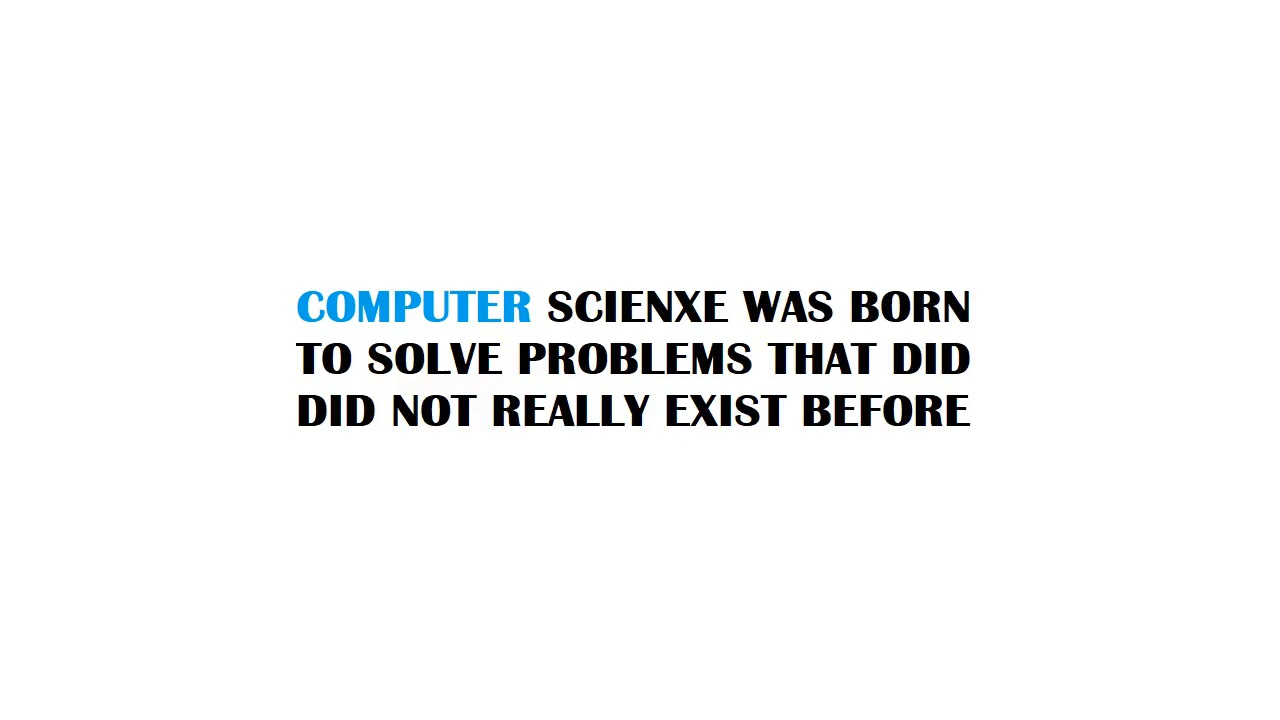 COMPUTER SCIENXE WAS BORN
TO SOLVE PROBLEMS THAT DID
DID NOT REALLY EXIST BEFORE